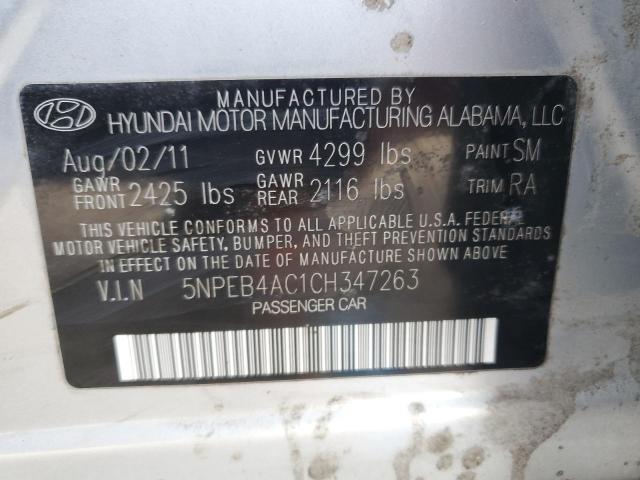 MANUFACTURED BY
HYUNDAI MOTOR MANUFACTURING ALABAMA, LLC
Aug/02/11 GVWR 4299 lbs PAINT SM
GAWR FRONT 2425 lbs GAWR REAR 2116 lbs TRIM RA
THIS VEHICLE CONFORMS TO ALL APPLICABLE U.S.A. FEDERAL
MOTOR VEHICLE SAFETY, BUMPER, AND THEFT PREVENTION STANDARDS
IN EFFECT ON THE DATE OF MANUFACTURE SHOWN ABOVE.
V.I.N 5NPEB4AC1CH347263
PASSENGER CAR